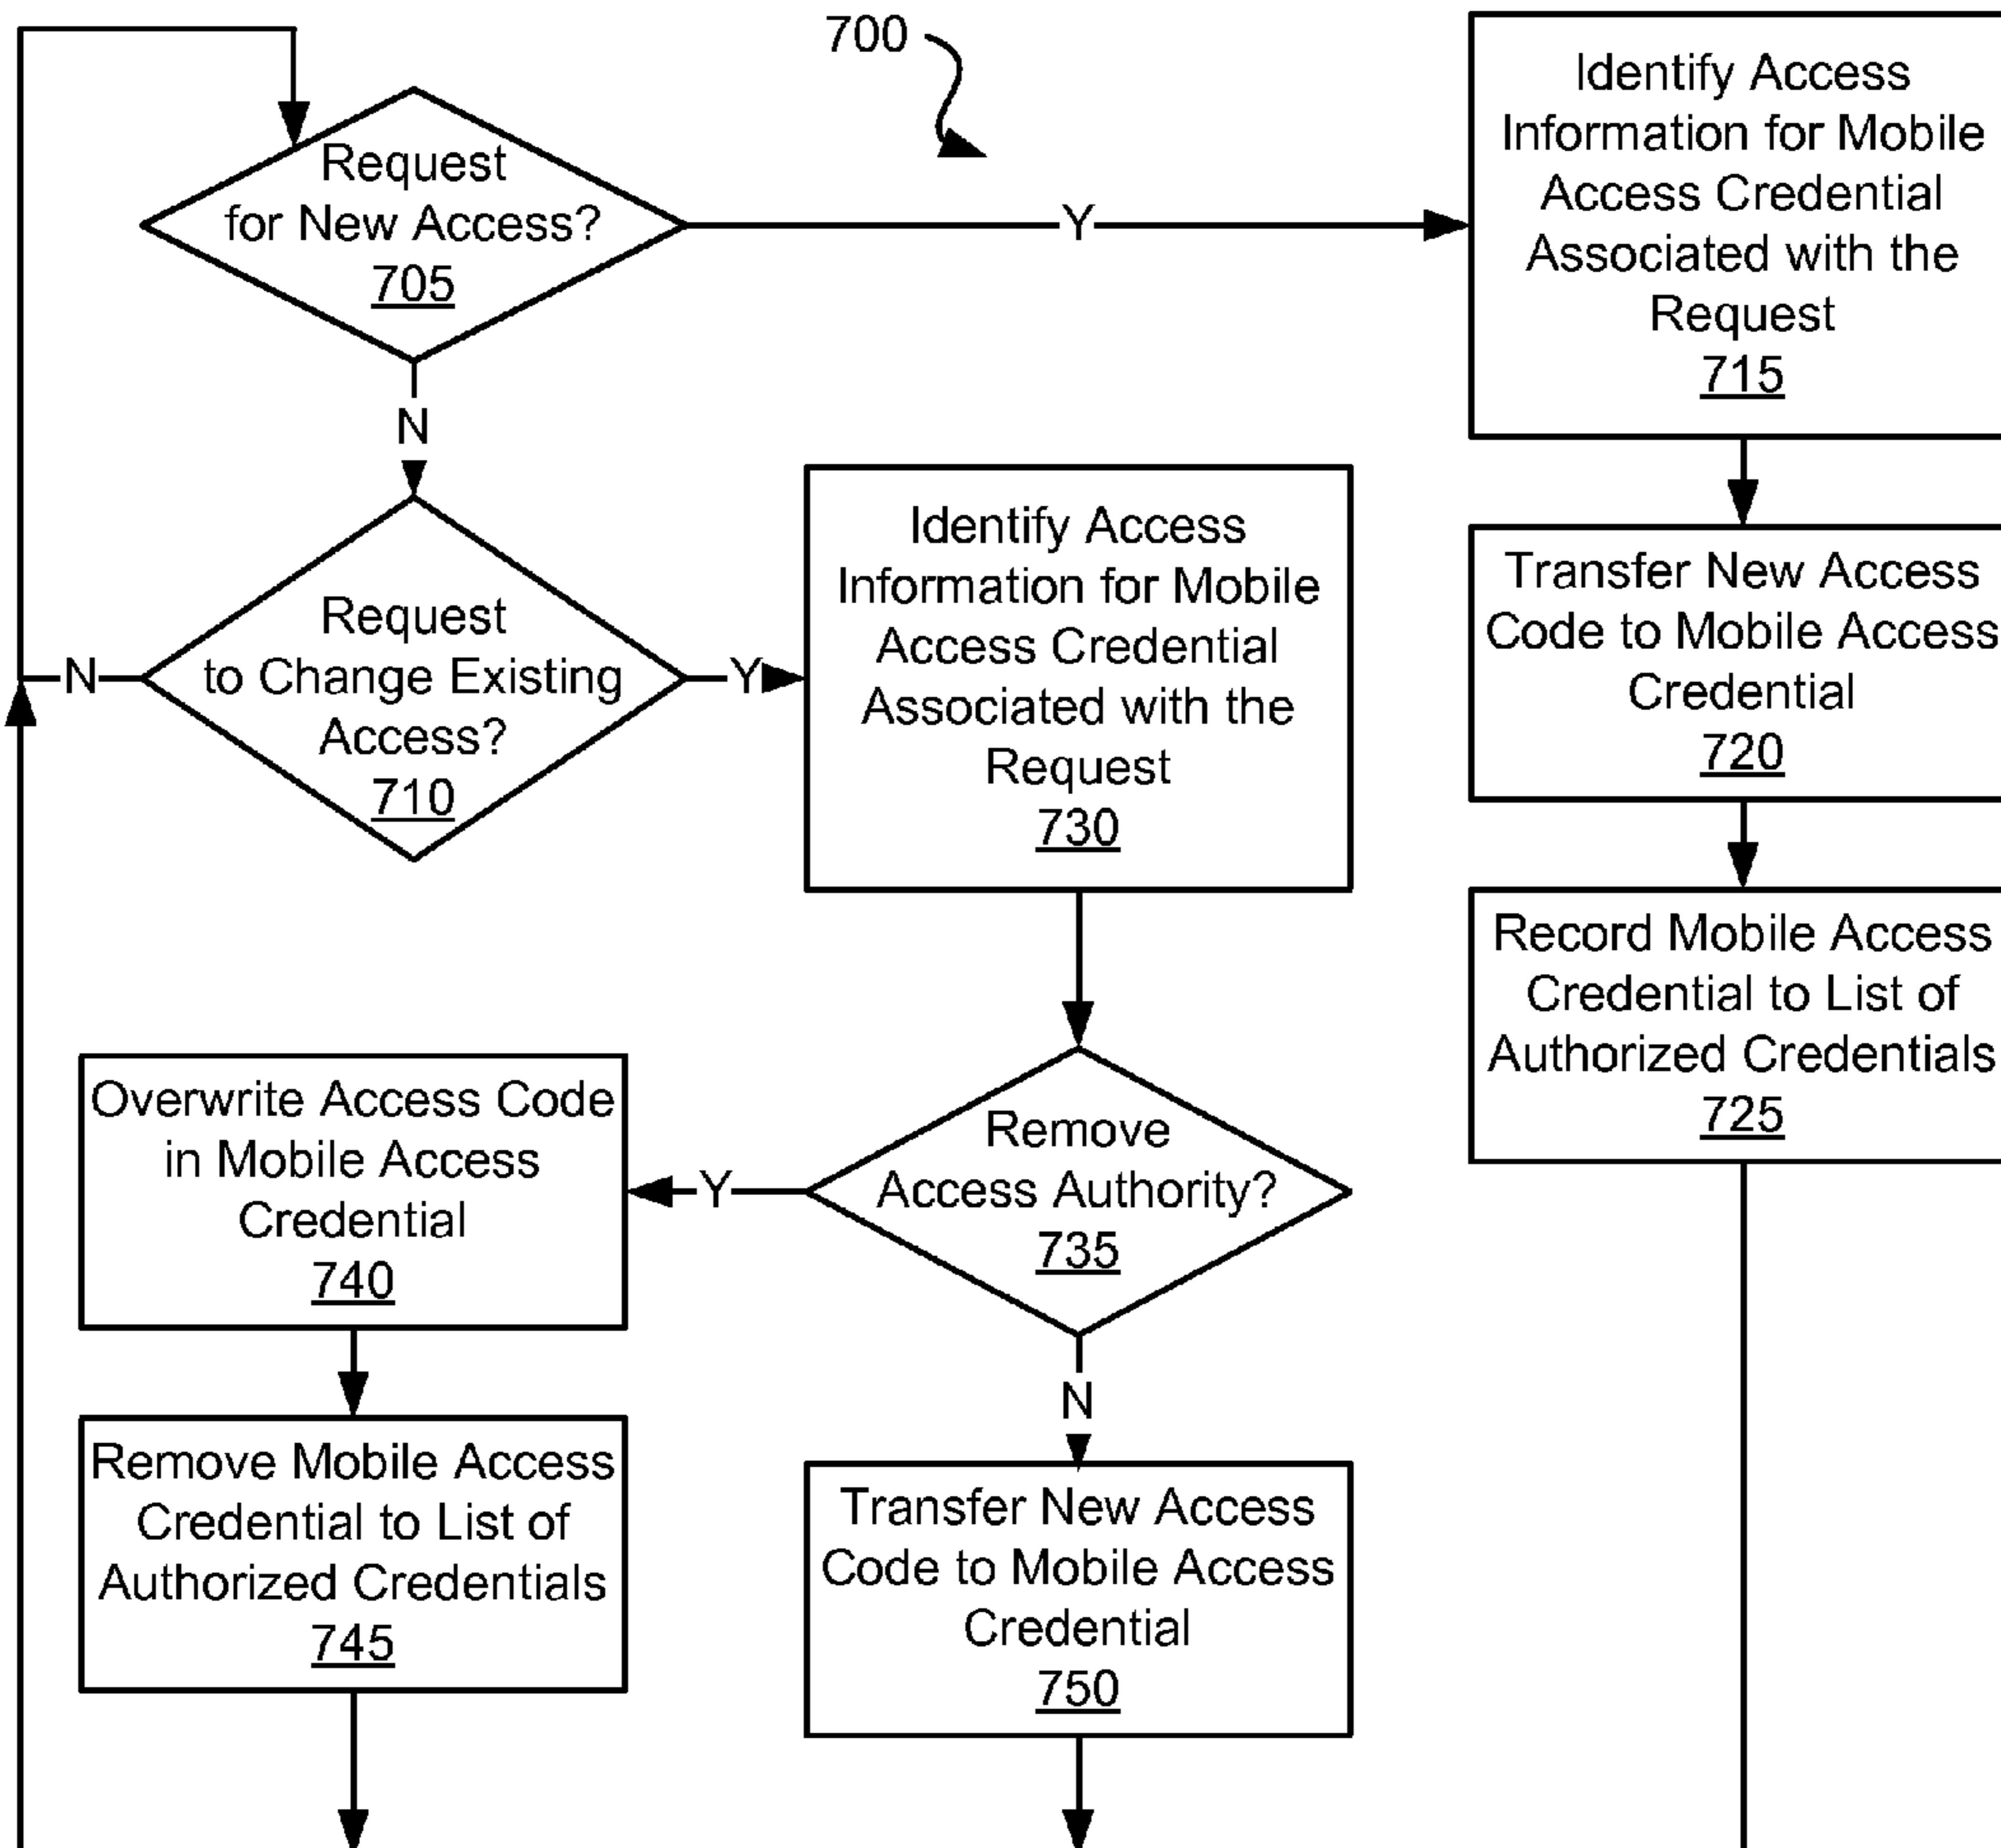 700
Request
for New Access?
705
Y
Identify Access
Information for Mobile
Access Credential
Associated with the
Request
715
N
Request
to Change Existing
Access?
710
N
Y
Identify Access
Information for Mobile
Access Credential
Associated with the
Request
730
Transfer New Access
Code to Mobile Access
Credential
720
Record Mobile Access
Credential to List of
Authorized Credentials
725
Remove
Access Authority?
735
Y
Overwrite Access Code
in Mobile Access
Credential
740
N
Remove Mobile Access
Credential to List of
Authorized Credentials
745
Transfer New Access
Code to Mobile Access
Credential
750